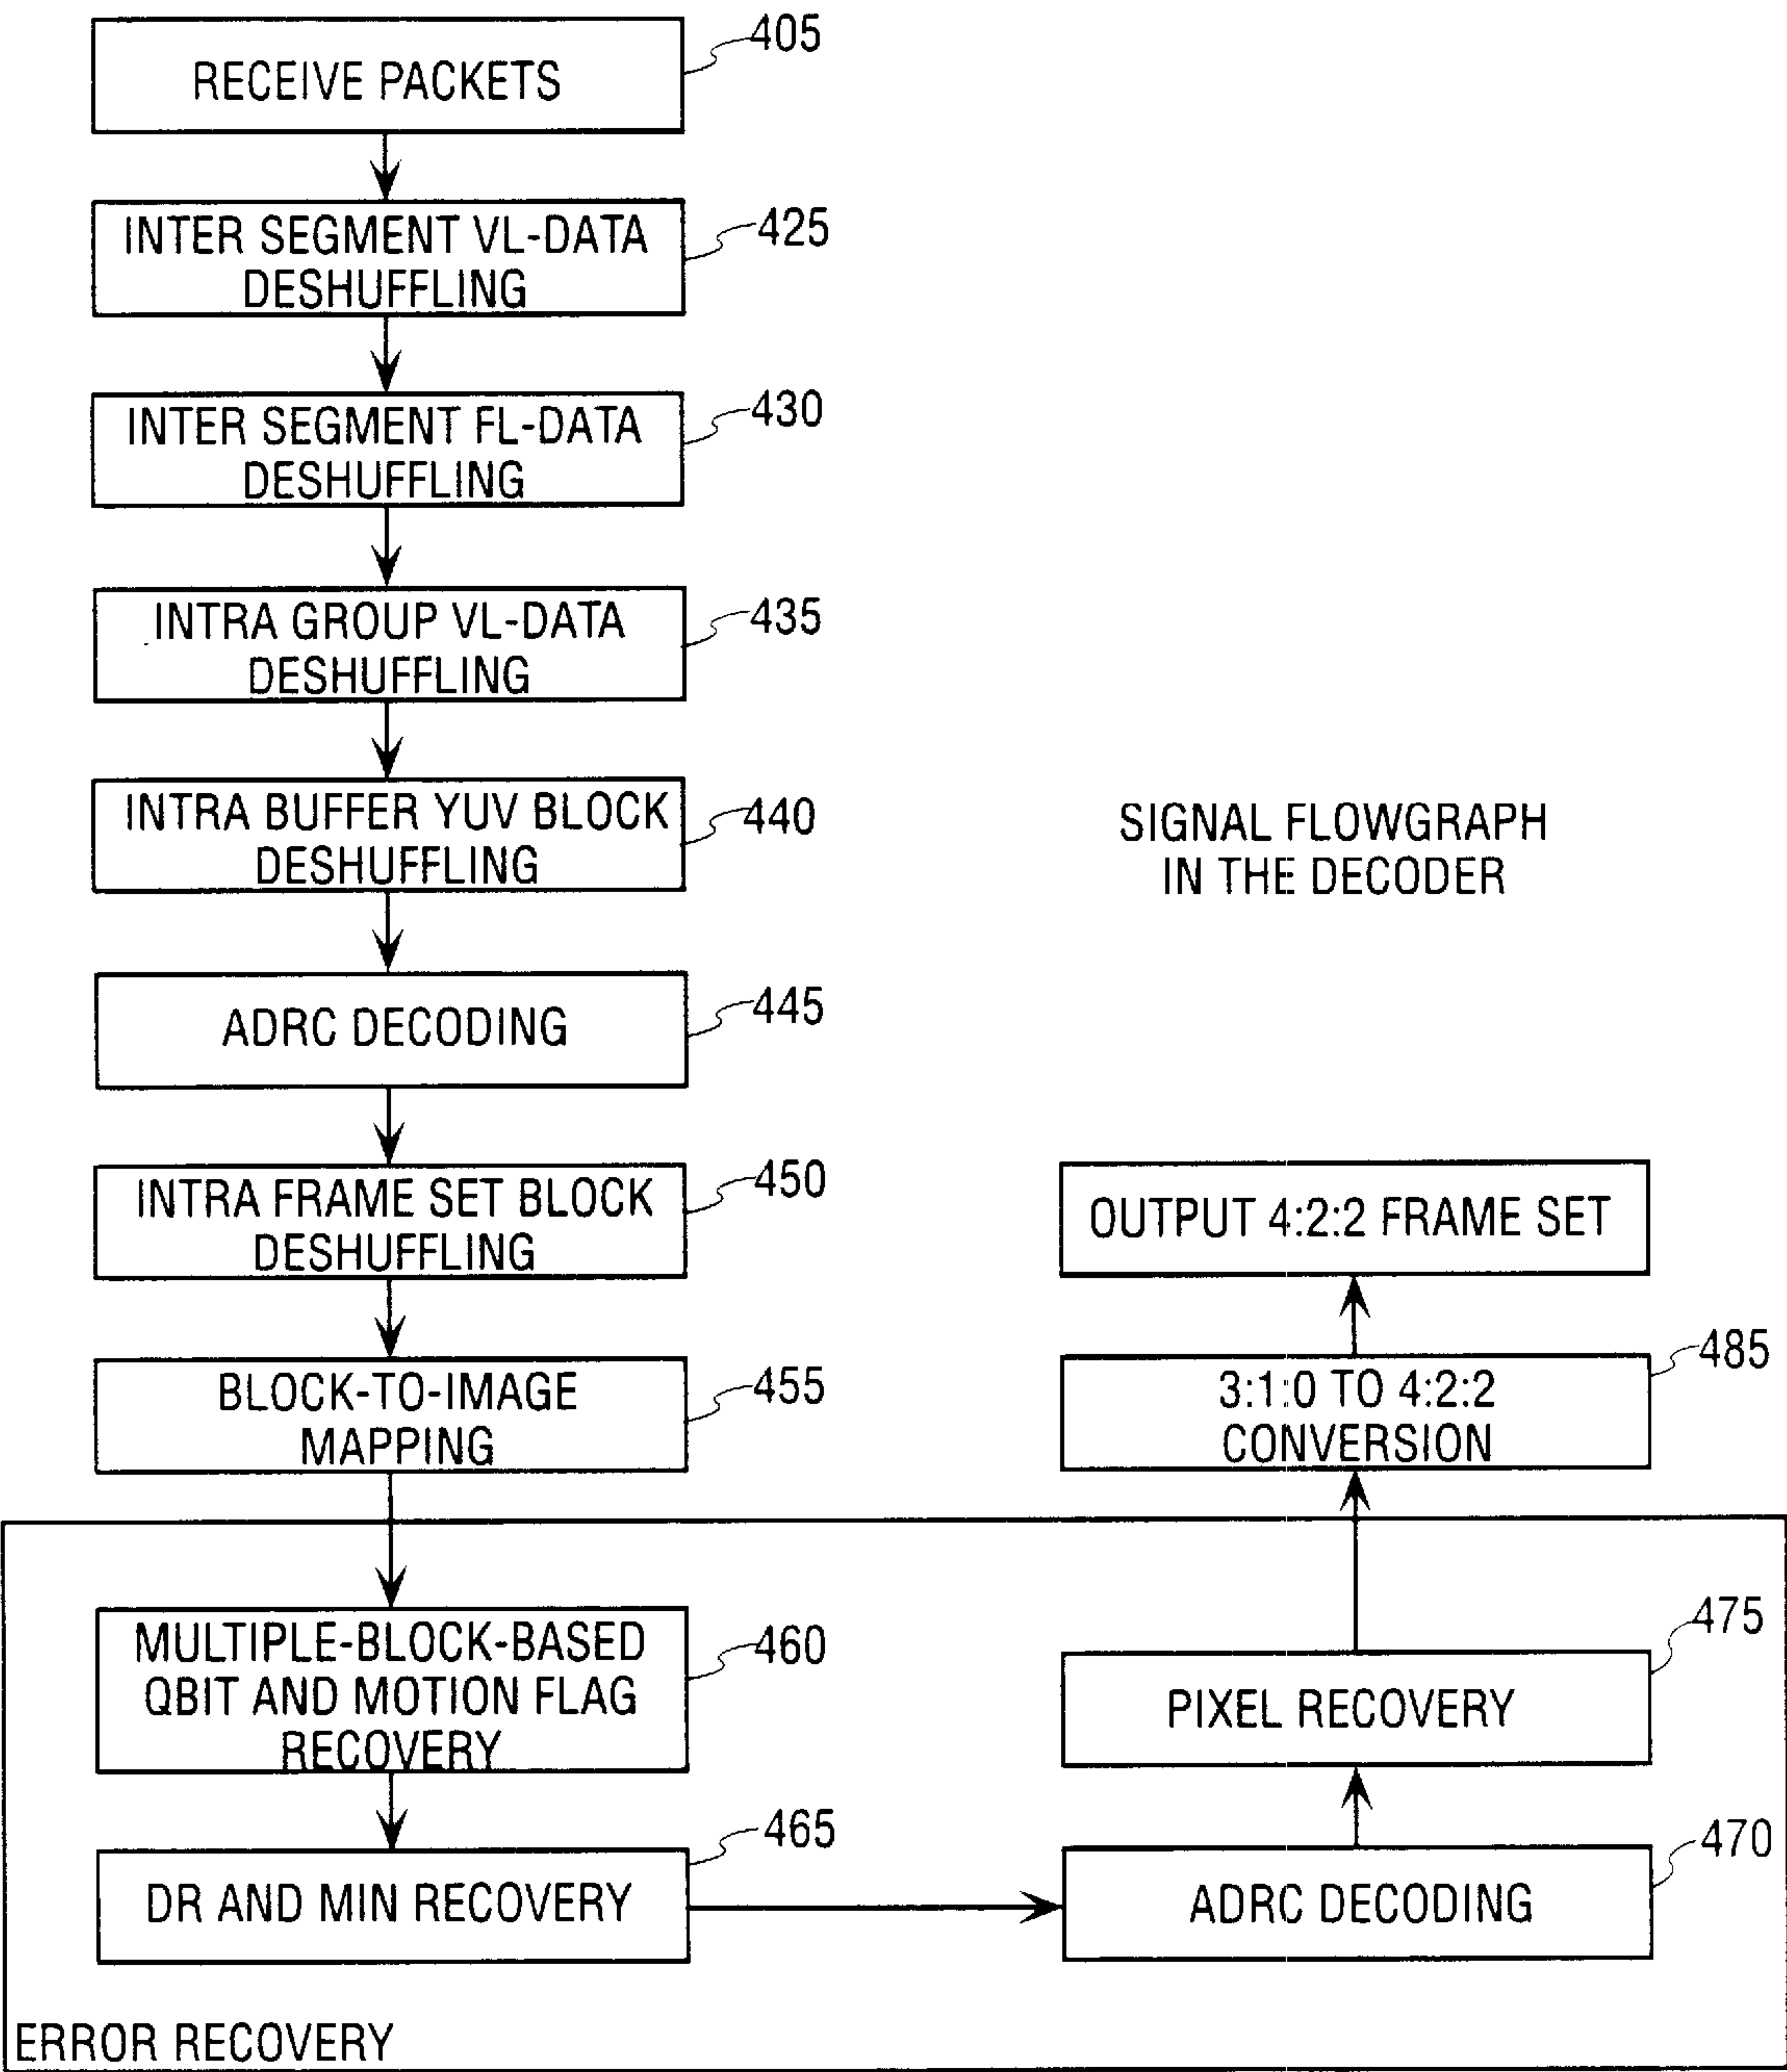 RECEIVE PACKETS
405
INTER SEGMENT VL-DATA
DESHUFFLING
425
INTER SEGMENT FL-DATA
DESHUFFLING
430
INTRA GROUP VL-DATA
DESHUFFLING
435
INTRA BUFFER YUV BLOCK
DESHUFFLING
440
SIGNAL FLOWGRAPH
IN THE DECODER
ADRC DECODING
445
INTRA FRAME SET BLOCK
DESHUFFLING
450
BLOCK-TO-IMAGE
MAPPING
455
MULTIPLE-BLOCK-BASED
QBIT AND MOTION FLAG
RECOVERY
460
DR AND MIN RECOVERY
465
ADRC DECODING
470
PIXEL RECOVERY
475
3:1:0 TO 4:2:2
CONVERSION
485
OUTPUT 4:2:2 FRAME SET
ERROR RECOVERY